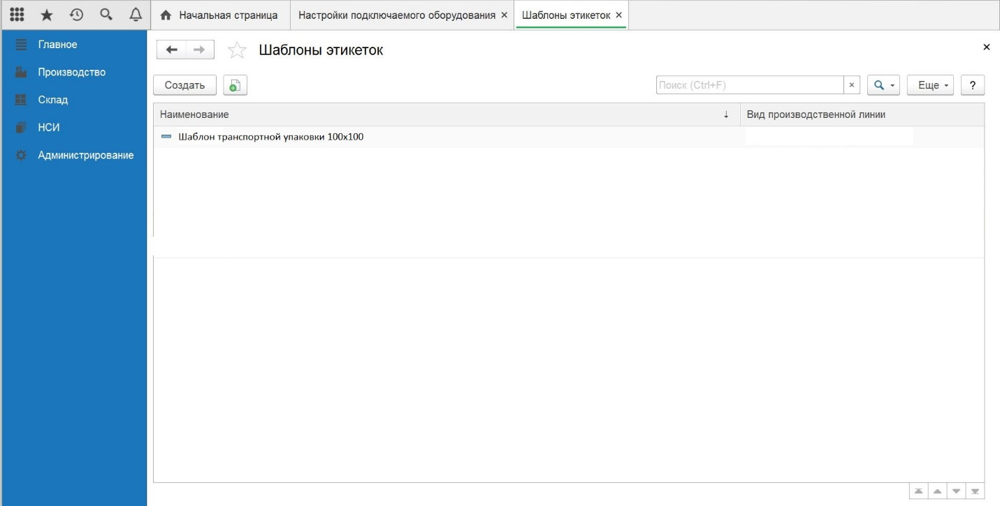 Начальная страница Настройки подключаемого оборудования × Шаблоны этикеток ×
Главное
Производство
Склад
НСИ
Администрирование
Шаблоны этикеток
Создать Поиск (Ctrl+F) × Еще ?
Наименование ↓ Вид производственной линии
Шаблон транспортной упаковки 100х100